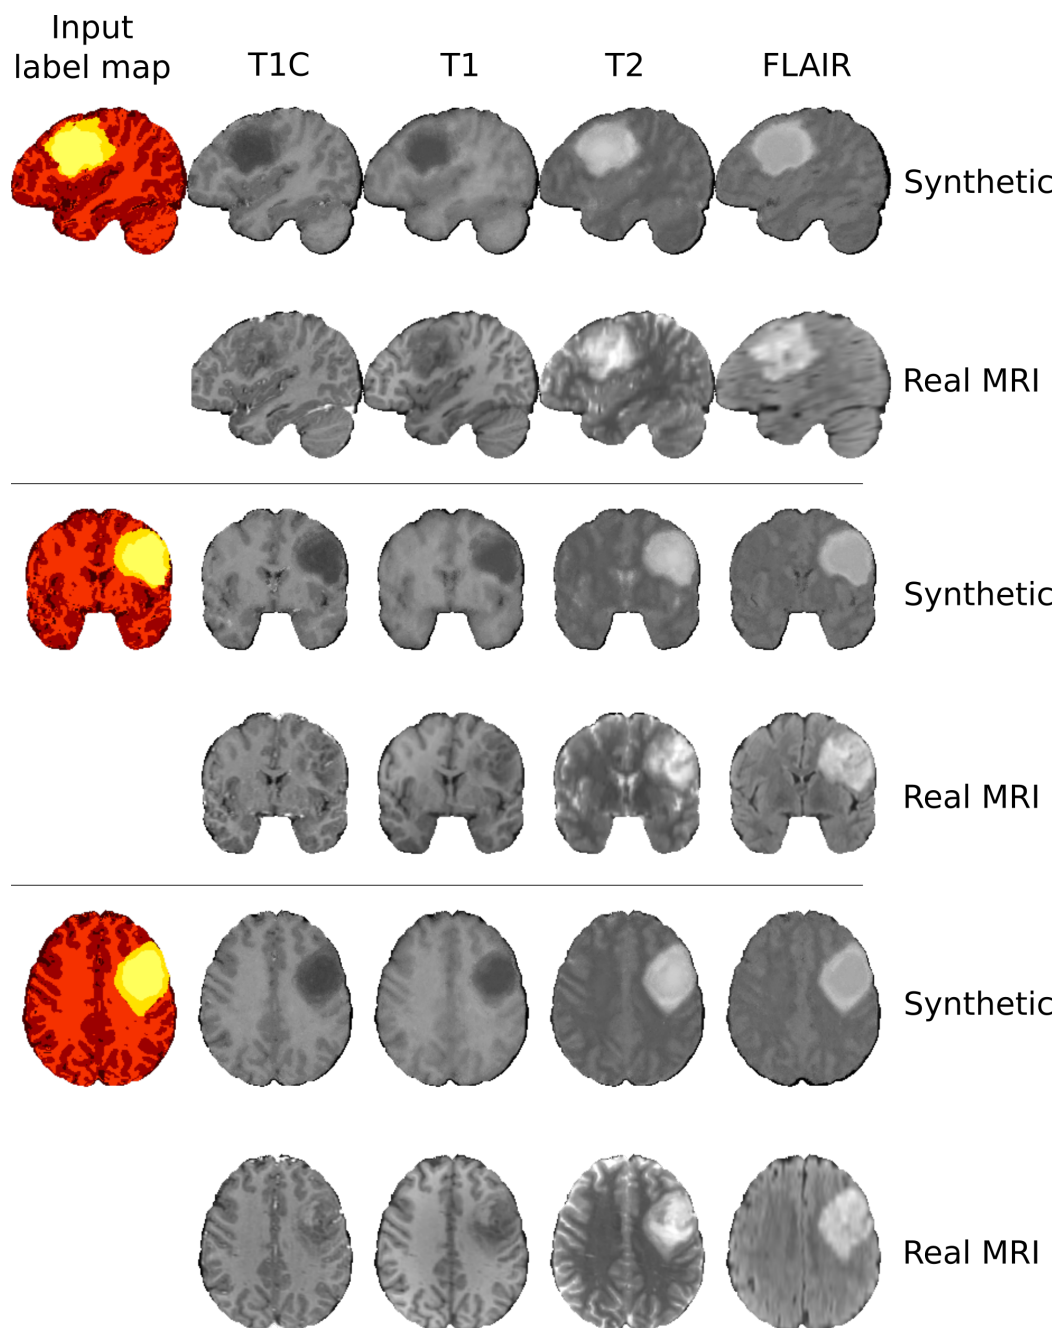 Input
label map
T1C
T1
T2
FLAIR
Synthetic
Real MRI
Synthetic
Real MRI
Synthetic
Real MRI